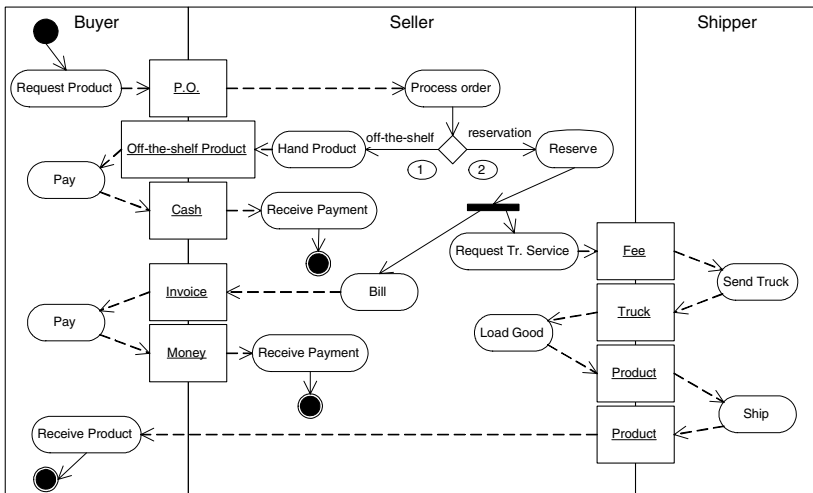 Buyer
Seller
Shipper
Request Product
P.O.
Process order
off-the-shelf
reservation
Off-the-shelf Product
Hand Product
1
2
Reserve
Pay
Cash
Receive Payment
Request Tr. Service
Fee
Send Truck
Invoice
Bill
Truck
Pay
Load Good
Money
Receive Payment
Product
Ship
Receive Product
Product